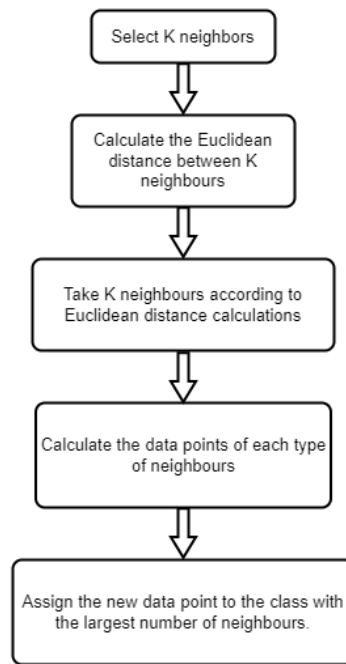 Select K neighbors
Calculate the Euclidean
distance between K
neighbours
Take K neighbours according to
Euclidean distance calculations
Calculate the data points of each type
of neighbours
Assign the new data point to the class with
the largest number of neighbours.